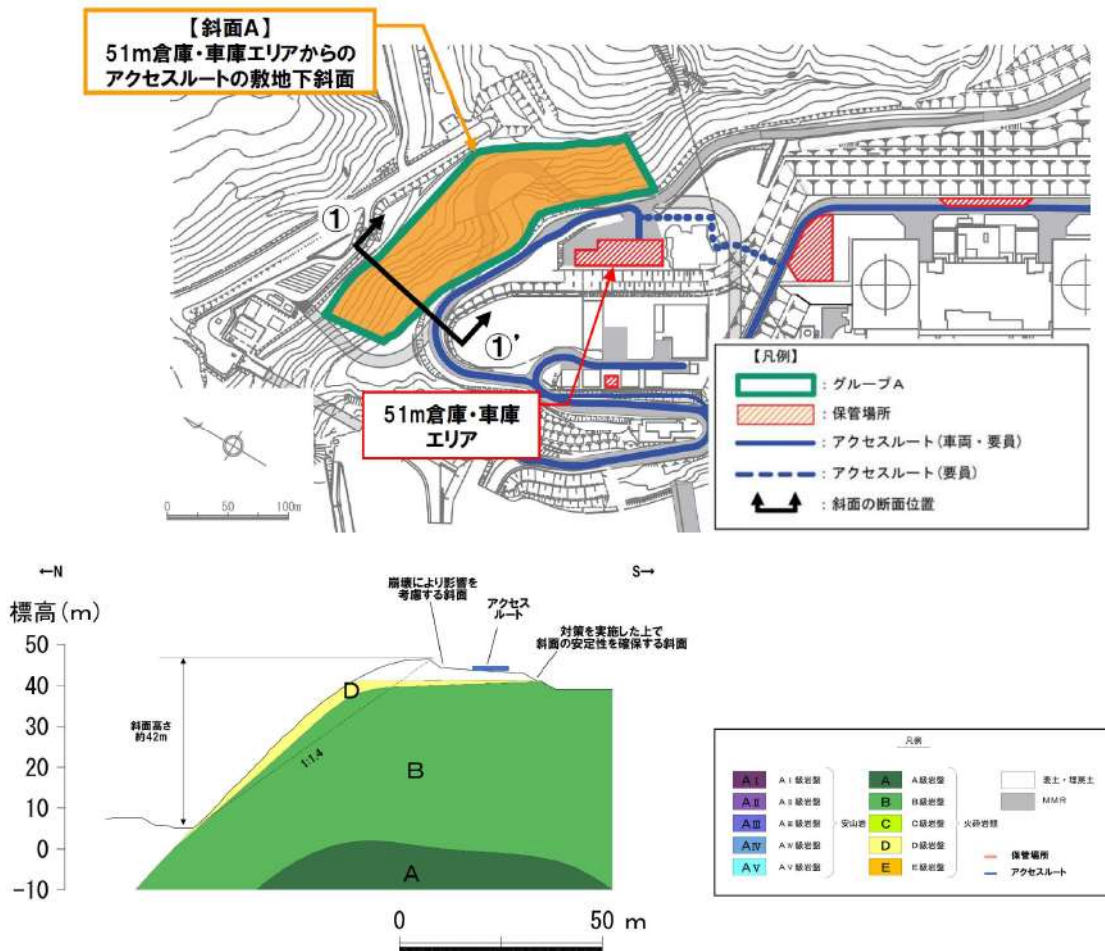 【斜面A】
51m倉庫・車庫エリアからの
アクセスルートの敷地下斜面
①
①'
51m倉庫・車庫
エリア
0 50 100m
【凡例】
：グループA
：保管場所
：アクセスルート(車両・要員)
：アクセスルート(要員)
：斜面の断面位置
←N
S→
標高(m)
崩壊により影響を
考慮する斜面
アクセス
ルート
対策を実施した上で
斜面の安定性を確保する斜面
50
40
30
20
10
0
-10
斜面高さ
約42m
1:1.4
D
B
A
0 50 m
凡例
AⅠ AⅠ級岩盤
AⅡ AⅡ級岩盤
AⅢ AⅢ級岩盤
AⅣ AⅣ級岩盤
AⅤ AⅤ級岩盤
安山岩
A A級岩盤
B B級岩盤
C C級岩盤
D D級岩盤
E E級岩盤
火砕岩類
表土・埋戻土
MMR
保管場所
アクセスルート